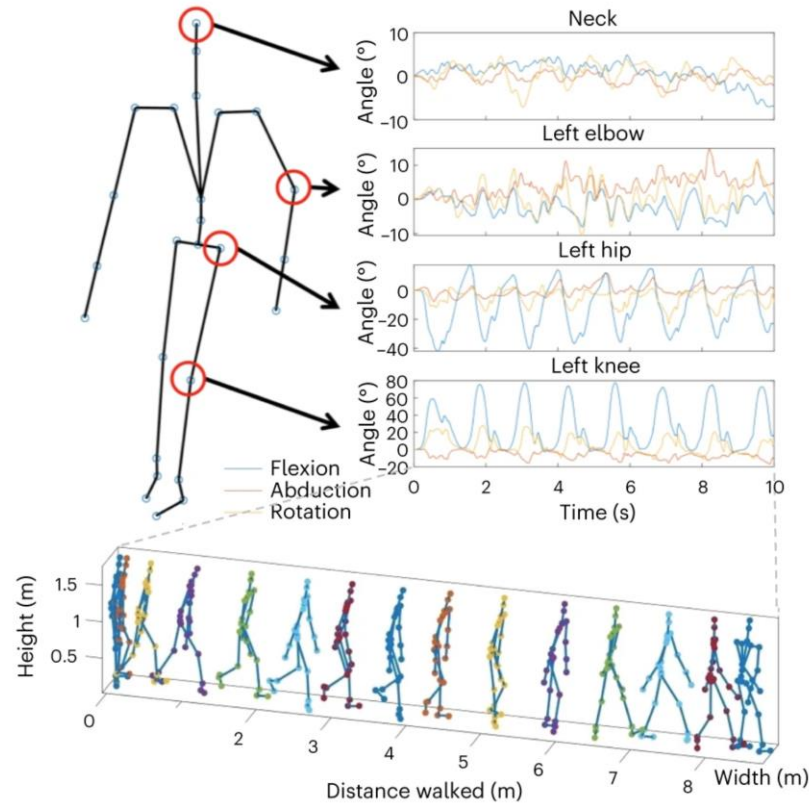 Neck
10
0
−10
Angle (°)
Left elbow
10
0
−10
Angle (°)
Left hip
0
−20
−40
Angle (°)
Left knee
80
60
40
0
−20
Angle (°)
0 2 4 6 8 10
Time (s)
Flexion
Abduction
Rotation
1.5
1
0.5
Height (m)
0 2 3 4 5 6 7 8
Distance walked (m)
Width (m)